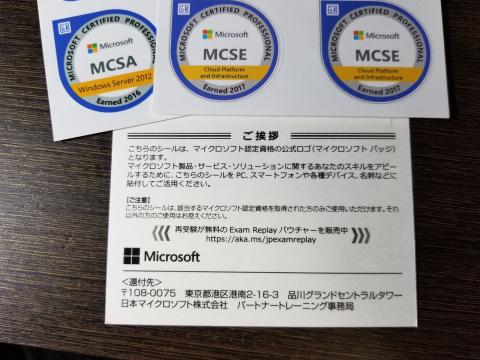 MICROSOFT CERTIFIED PROFESSIONAL
Microsoft
MCSA
Windows Server 2012
Earned 2016
MICROSOFT CERTIFIED PROFESSIONAL
Microsoft
MCSE
Cloud Platform
and Infrastructure
Earned 2017
MICROSOFT CERTIFIED PROFESSIONAL
Microsoft
MCSE
Cloud Platform
and Infrastructure
Earned 2017
ご挨拶
こちらのシールは、マイクロソフト認定資格の公式ロゴ(マイクロソフト バッジ)
となります。
マイクロソフト製品・サービス・ソリューションに関するあなたのスキルをアピー
ルするために、こちらのシールを PC、スマートフォンや各種デバイス、名刺などに
貼付してご活用ください。
【ご注意】
こちらのシールは、該当するマイクロソフト認定資格を取得された方のみご使用いただけます。それ
以外の方のご使用はお控えください。
再受験が無料の Exam Replay バウチャーを販売中
https://aka.ms/jpexamreplay
Microsoft
<還付先>
〒108-0075 東京都港区港南2-16-3 品川グランドセントラルタワー
日本マイクロソフト株式会社 パートナートレーニング事務局